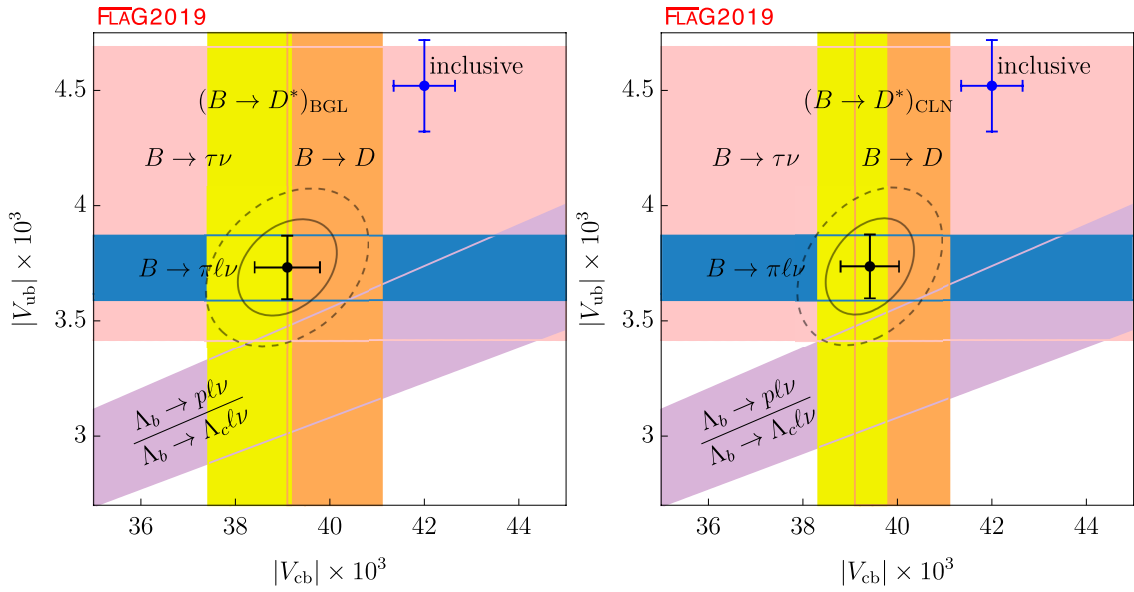 FLAG2019
inclusive
(B → D*)BGL
B → τν
B → D
B → πℓν
Λb → pℓν
Λb → Λcℓν
4.5
4
3.5
3
|Vub| × 10³
36
38
40
42
44
|Vcb| × 10³
FLAG2019
inclusive
(B → D*)CLN
B → τν
B → D
B → πℓν
Λb → pℓν
Λb → Λcℓν
4.5
4
3.5
3
|Vub| × 10³
36
38
40
42
44
|Vcb| × 10³